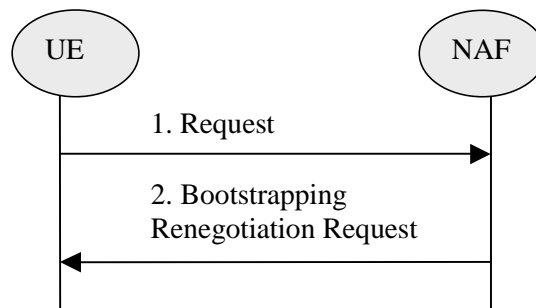 UE
NAF
1. Request
2. Bootstrapping
Renegotiation Request